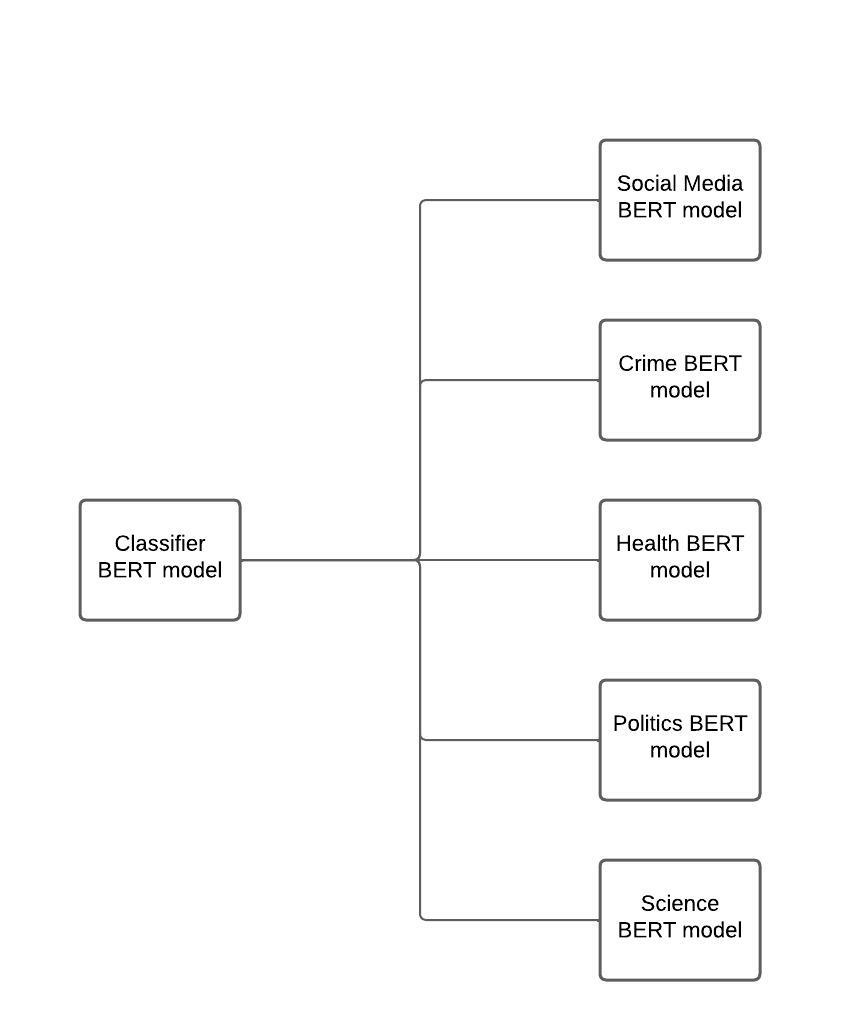 Social Media
BERT model
Crime BERT
model
Classifier
BERT model
Health BERT
model
Politics BERT
model
Science
BERT model